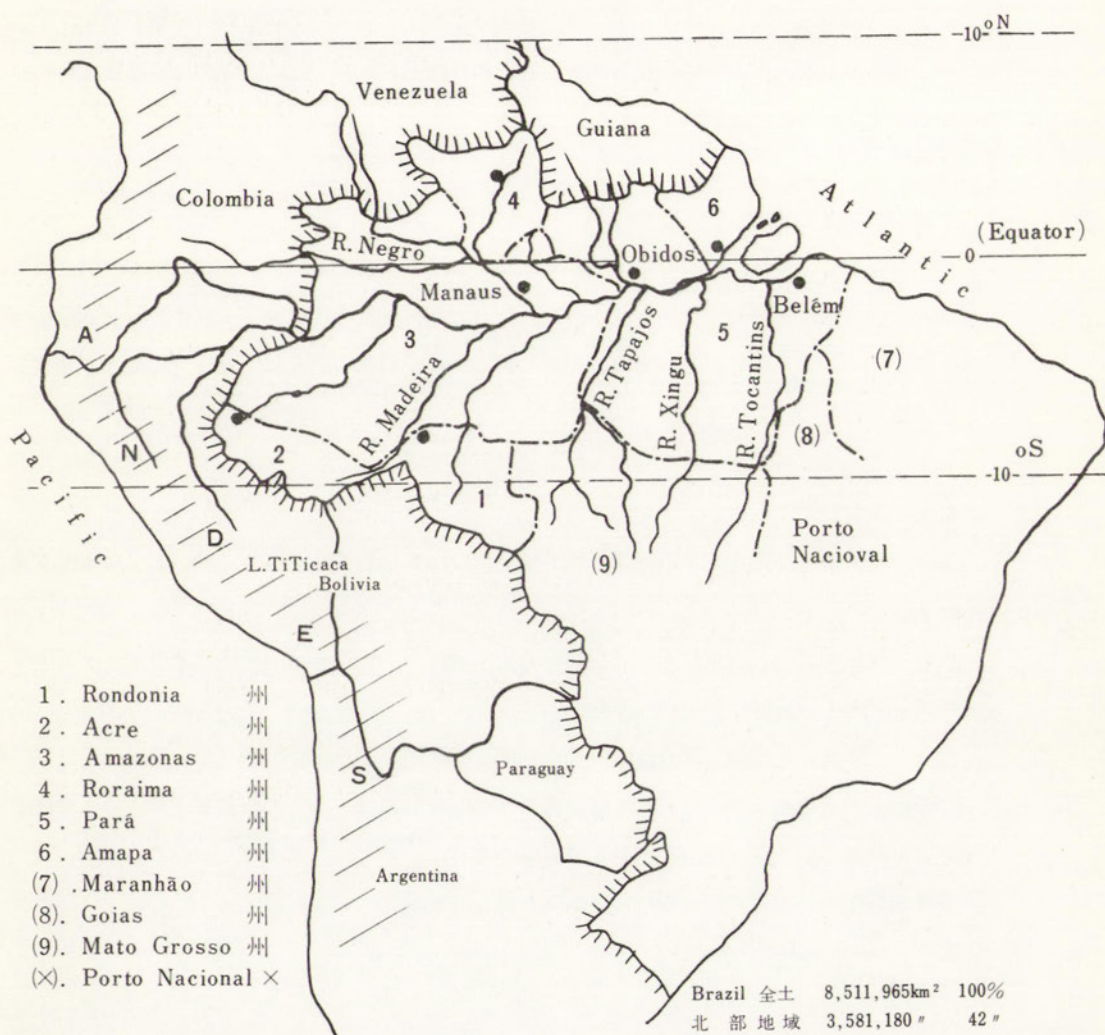 10°N
Venezuela
Guiana
Atlantic
Colombia
4
6
R. Negro
Obidos
(Equator)
0
Manaus
Belém
A
3
5
(7)
R. Tapajos
R. Xingu
R. Tocantins
R. Madeira
Pacific
N
2
(8)
°S
-10-
1
D
Porto
Nacioval
(9)
L.TiTicaca
Bolivia
E
S
Paraguay
Argentina
1. Rondonia 州
2. Acre 州
3. Amazonas 州
4. Roraima 州
5. Pará 州
6. Amapa 州
(7). Maranhão 州
(8). Goias 州
(9). Mato Grosso 州
(×). Porto Nacional ×
Brazil 全土 8,511,965km² 100%
北部地域 3,581,180〃 42〃